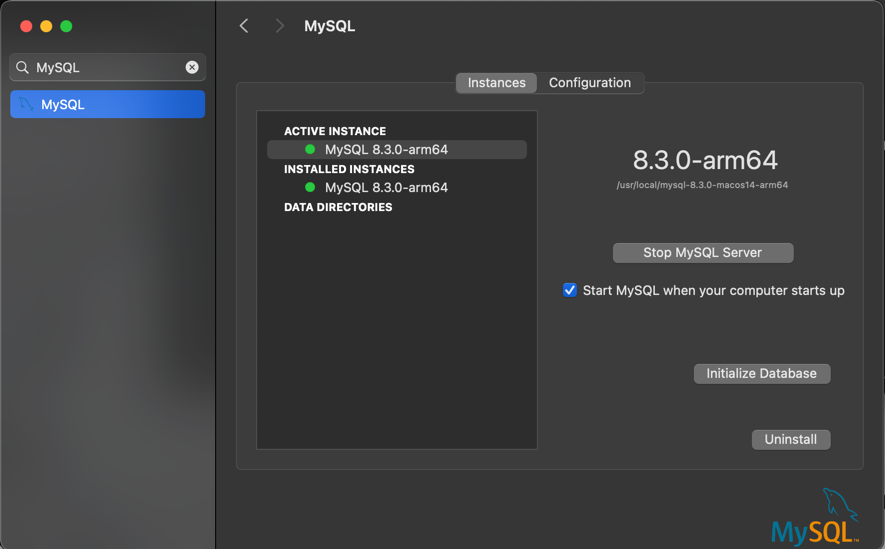 MySQL
MySQL
MySQL
Instances
Configuration
ACTIVE INSTANCE
MySQL 8.3.0-arm64
INSTALLED INSTANCES
MySQL 8.3.0-arm64
DATA DIRECTORIES
8.3.0-arm64
/usr/local/mysql-8.3.0-macos14-arm64
Stop MySQL Server
Start MySQL when your computer starts up
Initialize Database
Uninstall
MySQL™